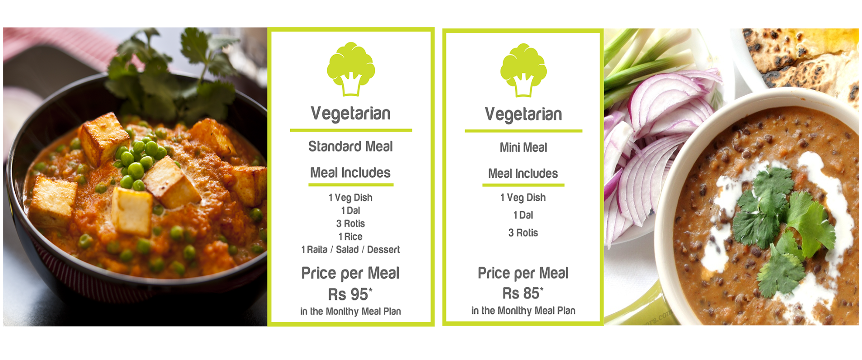 Vegetarian
Standard Meal
Meal Includes
1 Veg Dish
1 Dal
3 Rotis
1 Rice
1 Raita / Salad / Dessert
Price per Meal
Rs 95*
in the Monlthy Meal Plan
Vegetarian
Mini Meal
Meal Includes
1 Veg Dish
1 Dal
3 Rotis
Price per Meal
Rs 85*
in the Monlthy Meal Plan